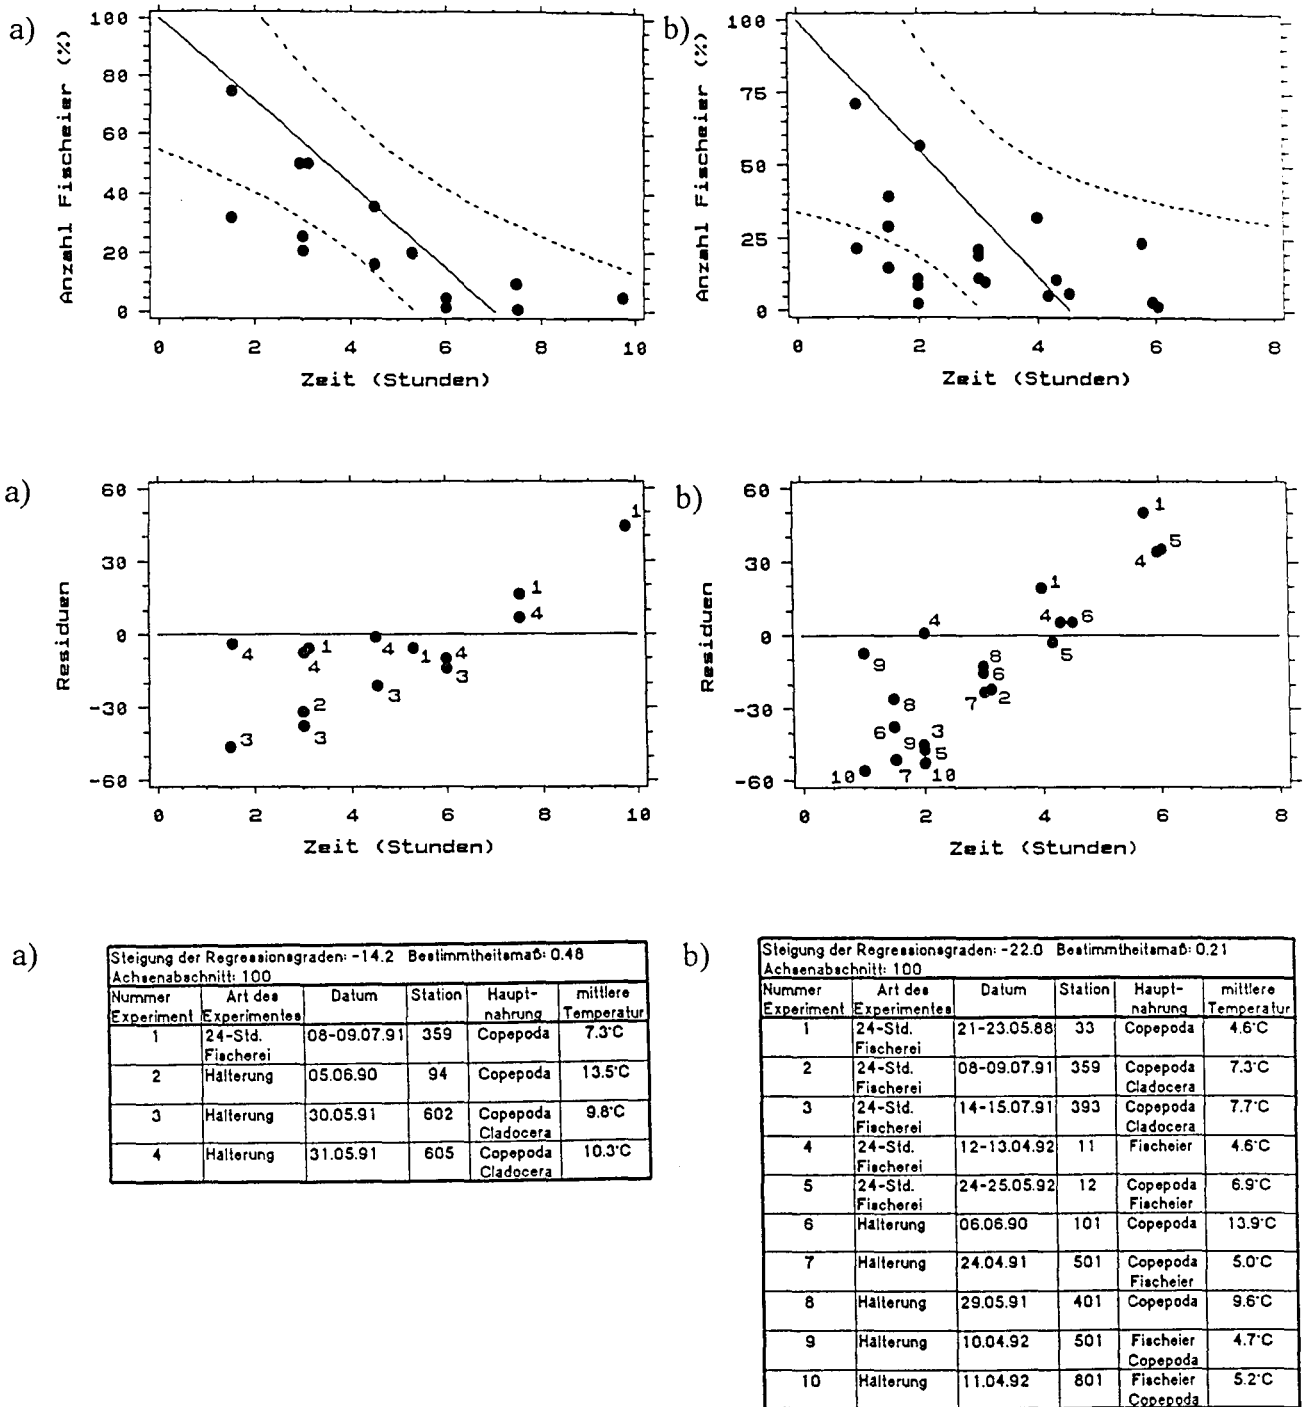 a)
Anzahl Fischeier (%)
100
80
60
40
20
0
0 2 4 6 8 10
Zeit (Stunden)
b)
Anzahl Fischeier (%)
100
75
50
25
0
0 2 4 6 8
Zeit (Stunden)
a)
Residuen
60
30
0
-30
-60
1
1
4
4
1
4
4
1
4
3
3
2
3
3
0 2 4 6 8 10
Zeit (Stunden)
b)
Residuen
60
30
0
-30
-60
1
5
4
1
4
4 6
5
9
8
6
8
7 2
6
3
9
5
10 7 10
0 2 4 6 8
Zeit (Stunden)
a)
Steigung der Regressionsgraden: -14.2 Bestimmtheitsmaß: 0.48
Achsenabschnitt: 100
Nummer Art des Datum Station Haupt- mittlere
Experiment Experimentes nahrung Temperatur
1 24-Std. 08-09.07.91 359 Copepoda 7.3°C
Fischerei
2 Hälterung 05.06.90 94 Copepoda 13.5°C
3 Hälterung 30.05.91 602 Copepoda 9.8°C
Cladocera
4 Hälterung 31.05.91 605 Copepoda 10.3°C
Cladocera
b)
Steigung der Regressionsgraden: -22.0 Bestimmtheitsmaß: 0.21
Achsenabschnitt: 100
Nummer Art des Datum Station Haupt- mittlere
Experiment Experimentes nahrung Temperatur
1 24-Std. 21-23.05.88 33 Copepoda 4.6°C
Fischerei
2 24-Std. 08-09.07.91 359 Copepoda 7.3°C
Fischerei Cladocera
3 24-Std. 14-15.07.91 393 Copepoda 7.7°C
Fischerei Cladocera
4 24-Std. 12-13.04.92 11 Fischeier 4.6°C
Fischerei
5 24-Std. 24-25.05.92 12 Copepoda 6.9°C
Fischerei Fischeier
6 Hälterung 06.06.90 101 Copepoda 13.9°C
7 Hälterung 24.04.91 501 Copepoda 5.0°C
Fischeier
8 Hälterung 29.05.91 401 Copepoda 9.6°C
9 Hälterung 10.04.92 501 Fischeier 4.7°C
Copepoda
10 Hälterung 11.04.92 801 Fischeier 5.2°C
Copepoda